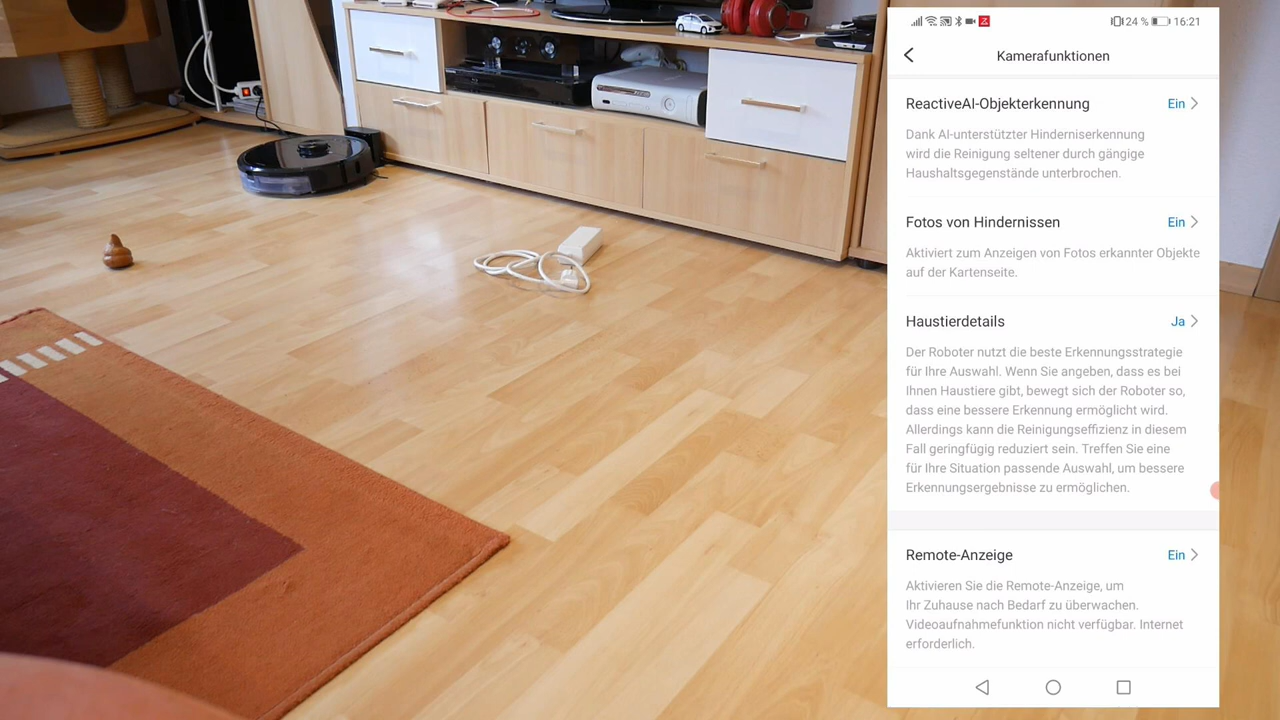 24 % 16:21
Kamerafunktionen
ReactiveAI-Objekterkennung Ein
Dank AI-unterstützter Hinderniserkennung
wird die Reinigung seltener durch gängige
Haushaltsgegenstände unterbrochen.
Fotos von Hindernissen Ein
Aktiviert zum Anzeigen von Fotos erkannter Objekte
auf der Kartenseite.
Haustierdetails Ja
Der Roboter nutzt die beste Erkennungsstrategie
für Ihre Auswahl. Wenn Sie angeben, dass es bei
Ihnen Haustiere gibt, bewegt sich der Roboter so,
dass eine bessere Erkennung ermöglicht wird.
Allerdings kann die Reinigungseffizienz in diesem
Fall geringfügig reduziert sein. Treffen Sie eine
für Ihre Situation passende Auswahl, um bessere
Erkennungsergebnisse zu ermöglichen.
Remote-Anzeige Ein
Aktivieren Sie die Remote-Anzeige, um
Ihr Zuhause nach Bedarf zu überwachen.
Videoaufnahmefunktion nicht verfügbar. Internet
erforderlich.